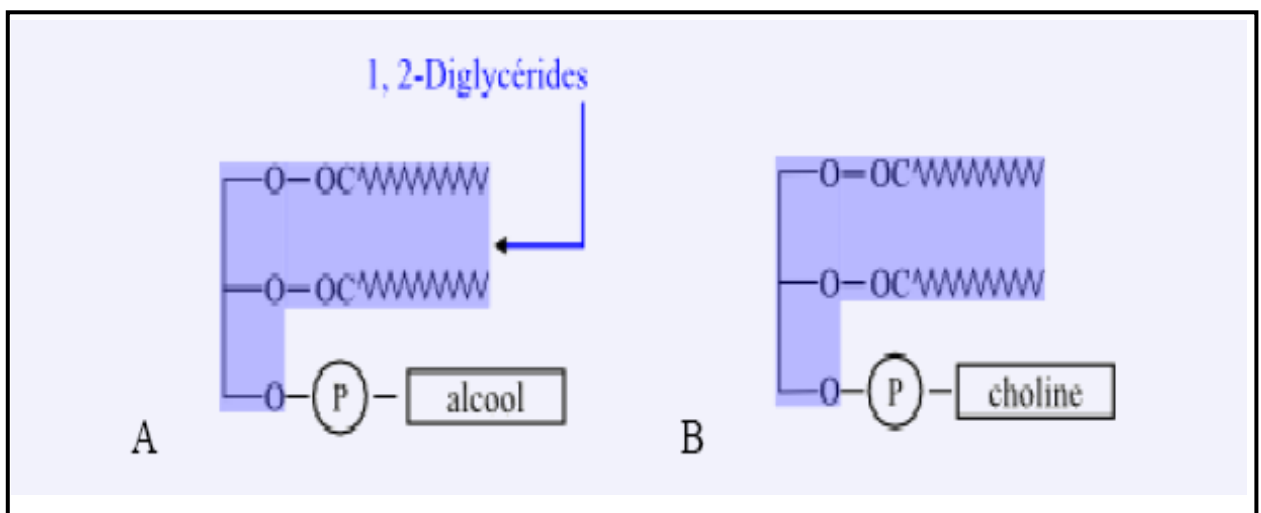 1, 2-Diglycérides
O–OC
O=OC
O–OC
O–OC
O–P–alcool
O–P–choline
A
B